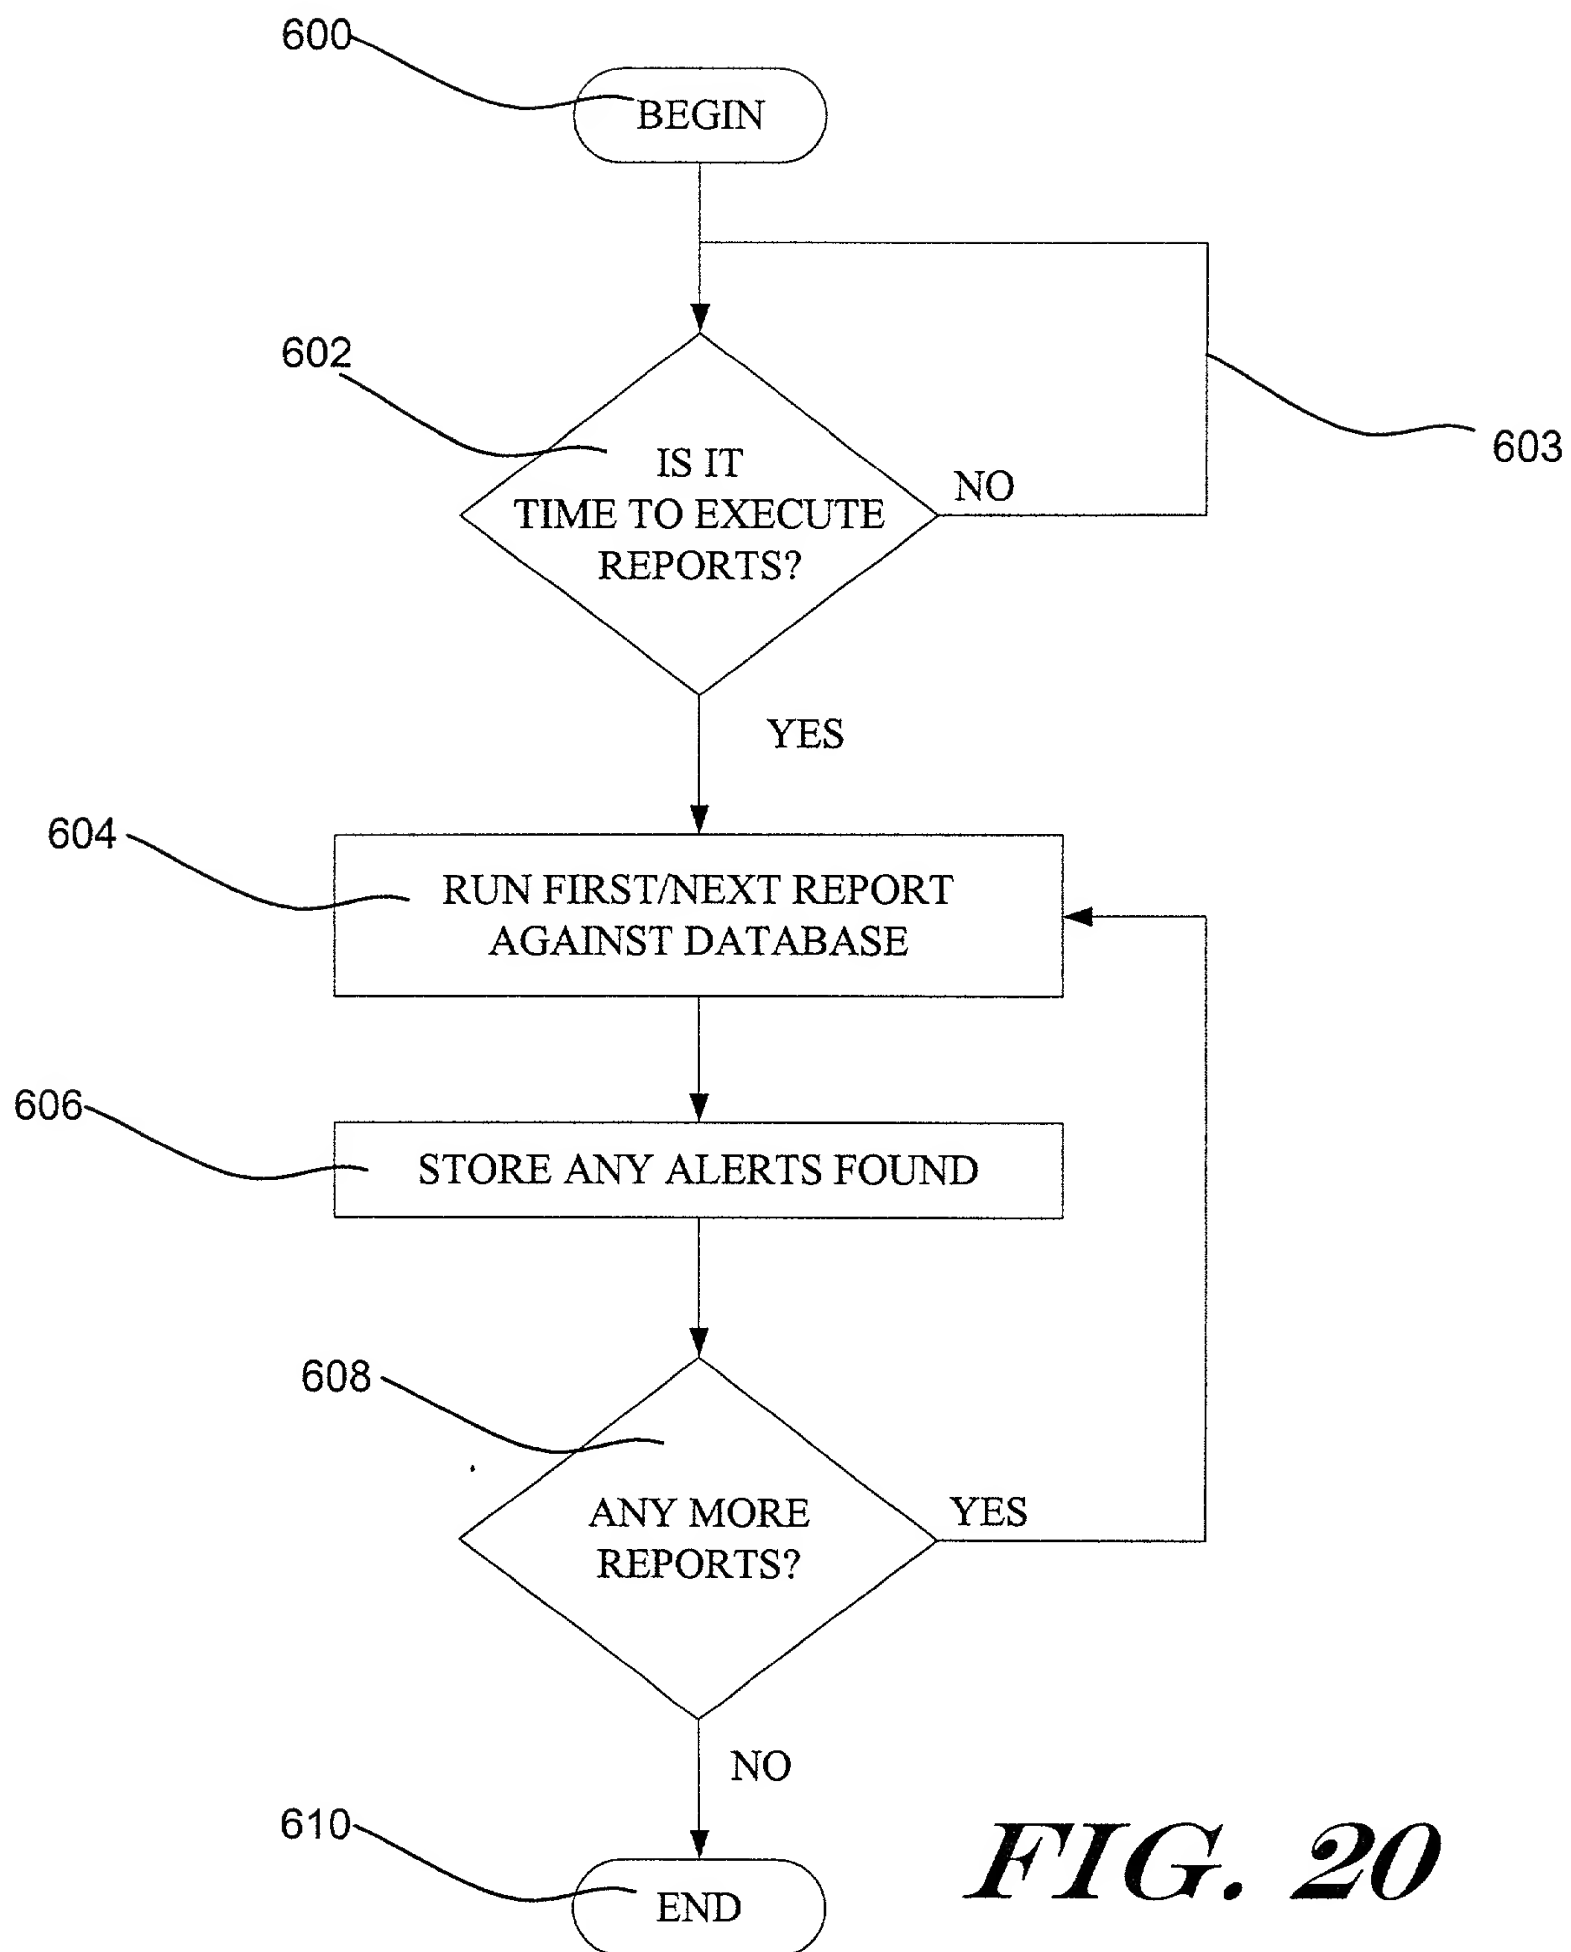 600
BEGIN
602
603
IS IT
TIME TO EXECUTE
REPORTS?
NO
YES
604
RUN FIRST/NEXT REPORT
AGAINST DATABASE
606
STORE ANY ALERTS FOUND
608
ANY MORE
REPORTS?
YES
NO
610
END
FIG. 20